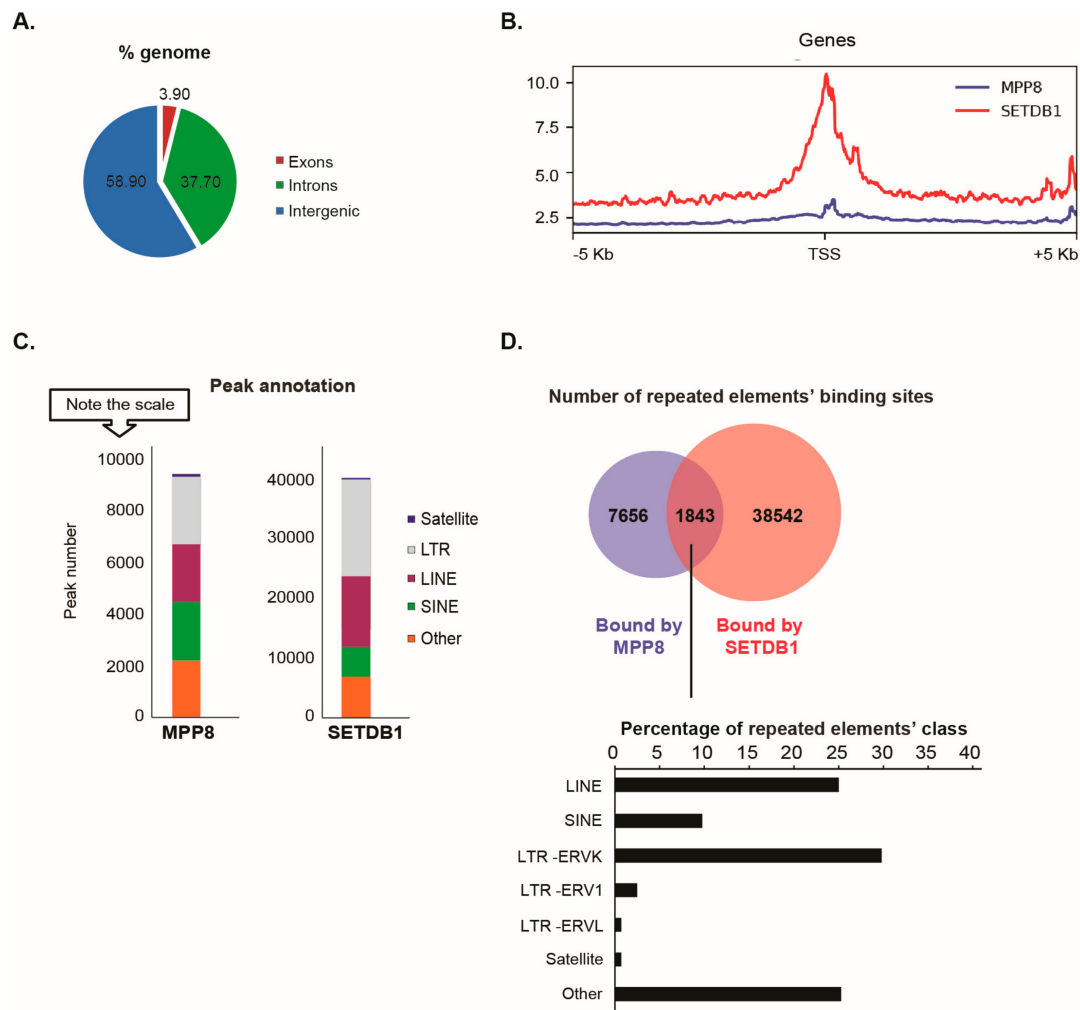 A.
% genome
3.90
58.90
37.70
Exons
Introns
Intergenic
B.
Genes
10.0
7.5
5.0
2.5
MPP8
SETDB1
-5 Kb
TSS
+5 Kb
C.
Peak annotation
Note the scale
Peak number
10000
8000
6000
4000
2000
0
MPP8
40000
30000
20000
10000
0
SETDB1
Satellite
LTR
LINE
SINE
Other
D.
Number of repeated elements' binding sites
7656
1843
38542
Bound by
MPP8
Bound by
SETDB1
Percentage of repeated elements' class
0 5 10 15 20 25 30 35 40
LINE
SINE
LTR -ERVK
LTR -ERV1
LTR -ERVL
Satellite
Other